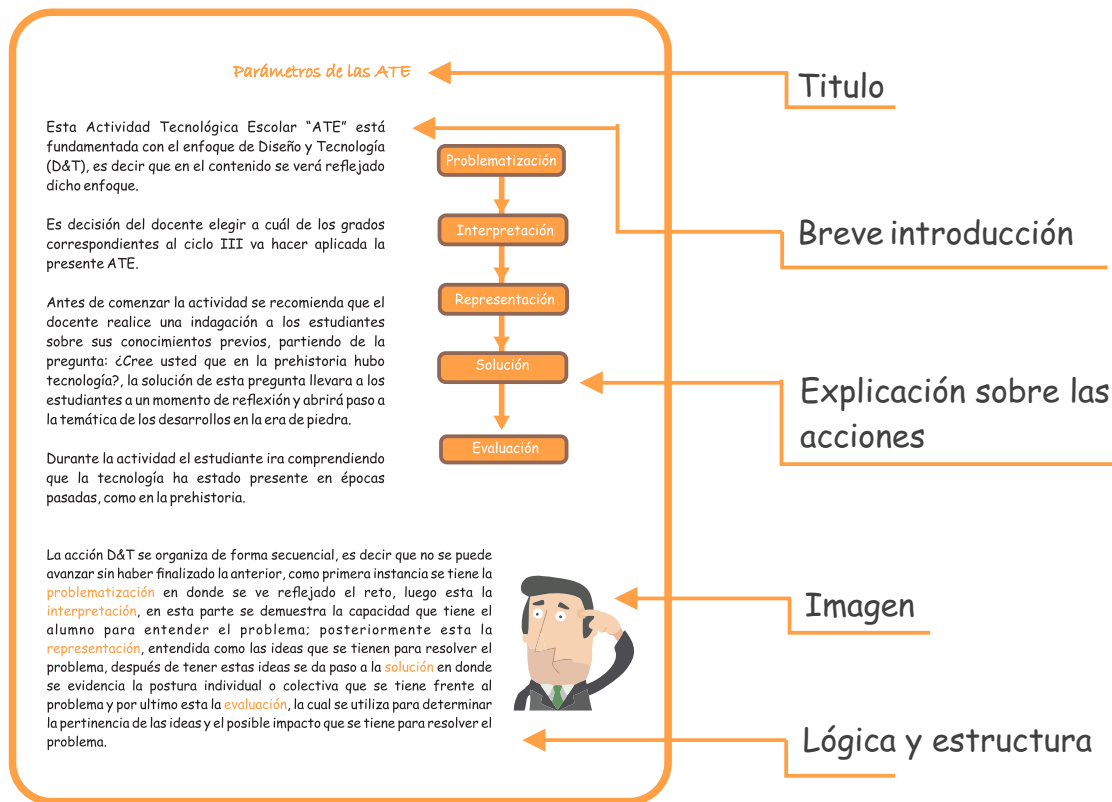 Parámetros de las ATE
Esta Actividad Tecnológica Escolar “ATE” está
fundamentada con el enfoque de Diseño y Tecnología
(D&T), es decir que en el contenido se verá reflejado
dicho enfoque.
Es decisión del docente elegir a cuál de los grados
correspondientes al ciclo III va hacer aplicada la
presente ATE.
Antes de comenzar la actividad se recomienda que el
docente realice una indagación a los estudiantes
sobre sus conocimientos previos, partiendo de la
pregunta: ¿Cree usted que en la prehistoria hubo
tecnología?, la solución de esta pregunta llevara a los
estudiantes a un momento de reflexión y abrirá paso a
la temática de los desarrollos en la era de piedra.
Durante la actividad el estudiante ira comprendiendo
que la tecnología ha estado presente en épocas
pasadas, como en la prehistoria.
Problematización
Interpretación
Representación
Solución
Evaluación
La acción D&T se organiza de forma secuencial, es decir que no se puede
avanzar sin haber finalizado la anterior, como primera instancia se tiene la
problematización en donde se ve reflejado el reto, luego esta la
interpretación, en esta parte se demuestra la capacidad que tiene el
alumno para entender el problema; posteriormente esta la
representación, entendida como las ideas que se tienen para resolver el
problema, después de tener estas ideas se da paso a la solución en donde
se evidencia la postura individual o colectiva que se tiene frente al
problema y por ultimo esta la evaluación, la cual se utiliza para determinar
la pertinencia de las ideas y el posible impacto que se tiene para resolver el
problema.
Titulo
Breve introducción
Explicación sobre las
acciones
Imagen
Lógica y estructura